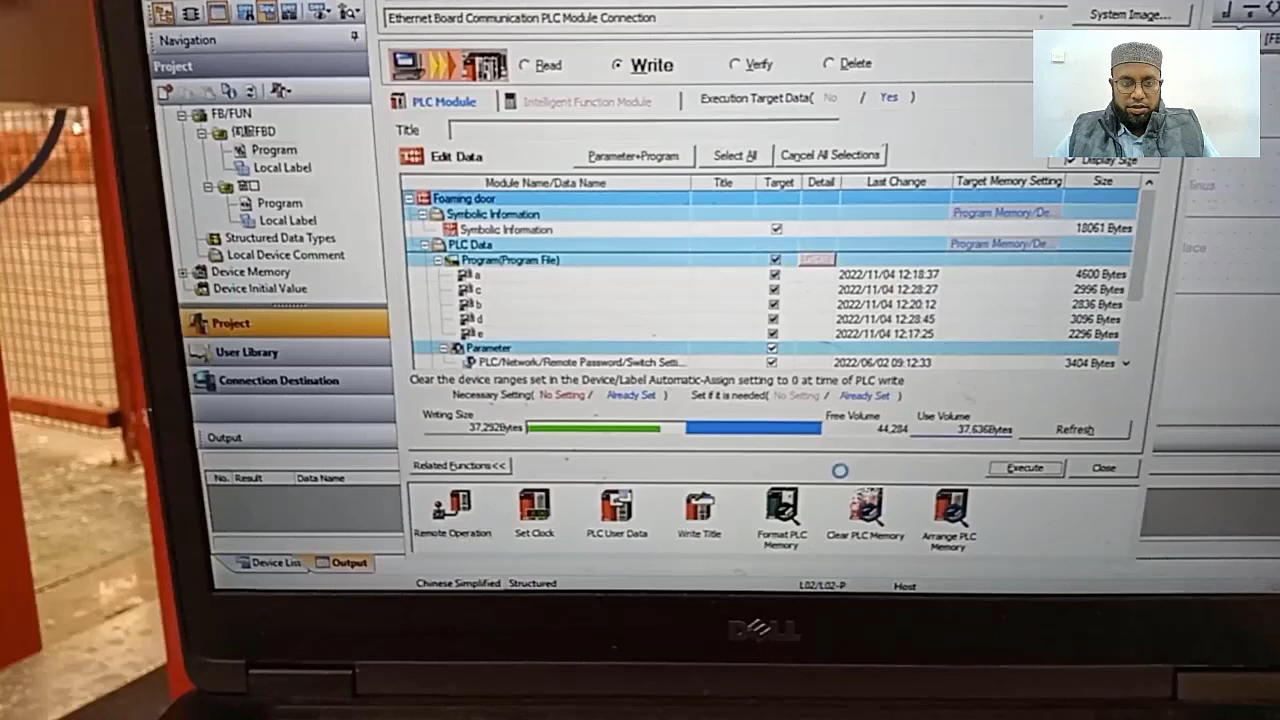 Ethernet Board Communication PLC Module Connection
System Image...
Navigation
Project
Read
Write
Verify
Delete
PLC Module
Intelligent Function Module
Execution Target Data( No / Yes )
Title
Edit Data
Parameter+Program
Select All
Cancel All Selections
Display Size
Module Name/Data Name Title Target Detail Last Change Target Memory Setting Size
Foaming door
Symbolic Information Program Memory/De...
Symbolic Information 18061 Bytes
PLC Data Program Memory/De...
Program(Program File)
a 2022/11/04 12:18:37 4600 Bytes
c 2022/11/04 12:28:27 2996 Bytes
b 2022/11/04 12:20:12 2836 Bytes
d 2022/11/04 12:28:45 3096 Bytes
e 2022/11/04 12:17:25 2296 Bytes
Parameter
PLC/Network/Remote Password/Switch Setti... 2022/06/02 09:12:33 3404 Bytes
Clear the device ranges set in the Device/Label Automatic-Assign setting to 0 at time of PLC write
Necessary Setting( No Setting / Already Set ) Set if it is needed( No Setting / Already Set )
Writing Size
37,292Bytes
Free Volume
44,284
Use Volume
37,636Bytes
Refresh
Related Functions<<
Execute
Close
Remote Operation
Set Clock
PLC User Data
Write Title
Format PLC Memory
Clear PLC Memory
Arrange PLC Memory
FB/FUN
伺服FBD
Program
Local Label
Program
Local Label
Structured Data Types
Local Device Comment
Device Memory
Device Initial Value
Project
User Library
Connection Destination
Output
No. Result Data Name
Device List
Output
Chinese Simplified Structured L02/L02-P Host
DELL